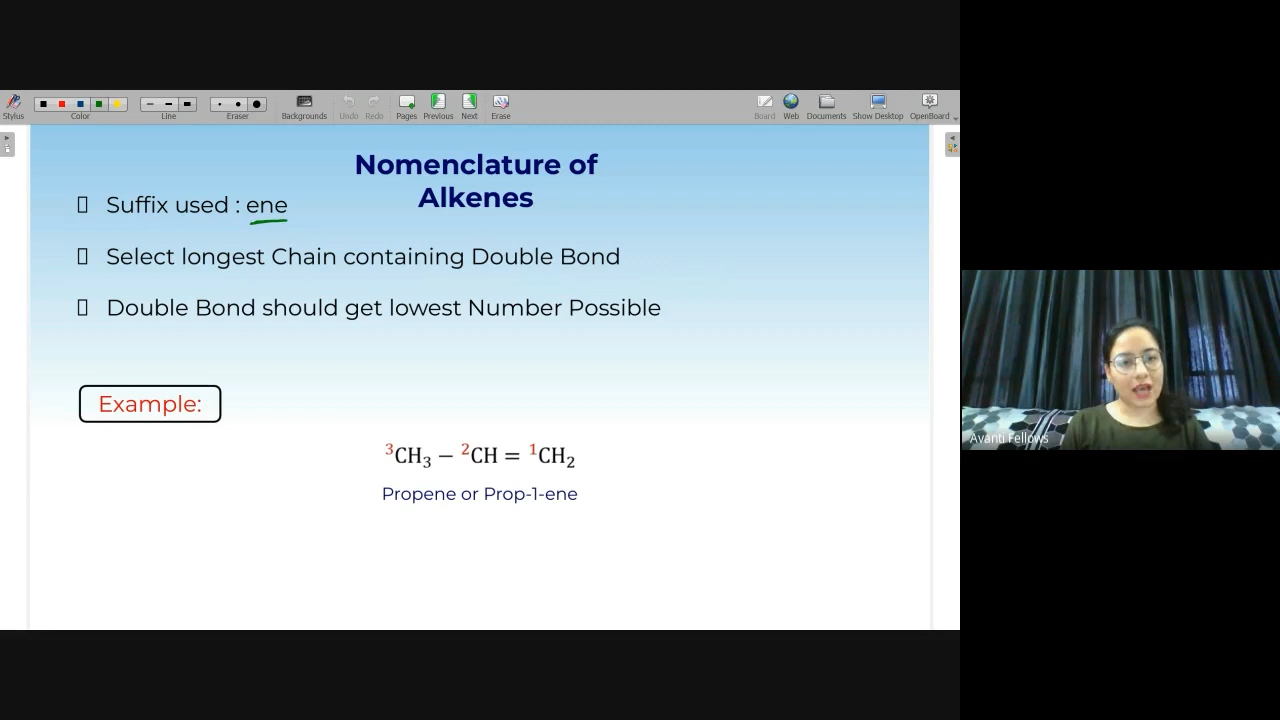 Stylus
Color
Line
Eraser
Backgrounds
Undo
Redo
Pages
Previous
Next
Erase
Board
Web
Documents
Show Desktop
OpenBoard
Nomenclature of
Alkenes
Suffix used : ene
Select longest Chain containing Double Bond
Double Bond should get lowest Number Possible
Example:
³CH₃ − ²CH = ¹CH₂
Propene or Prop-1-ene
Avanti Fellows